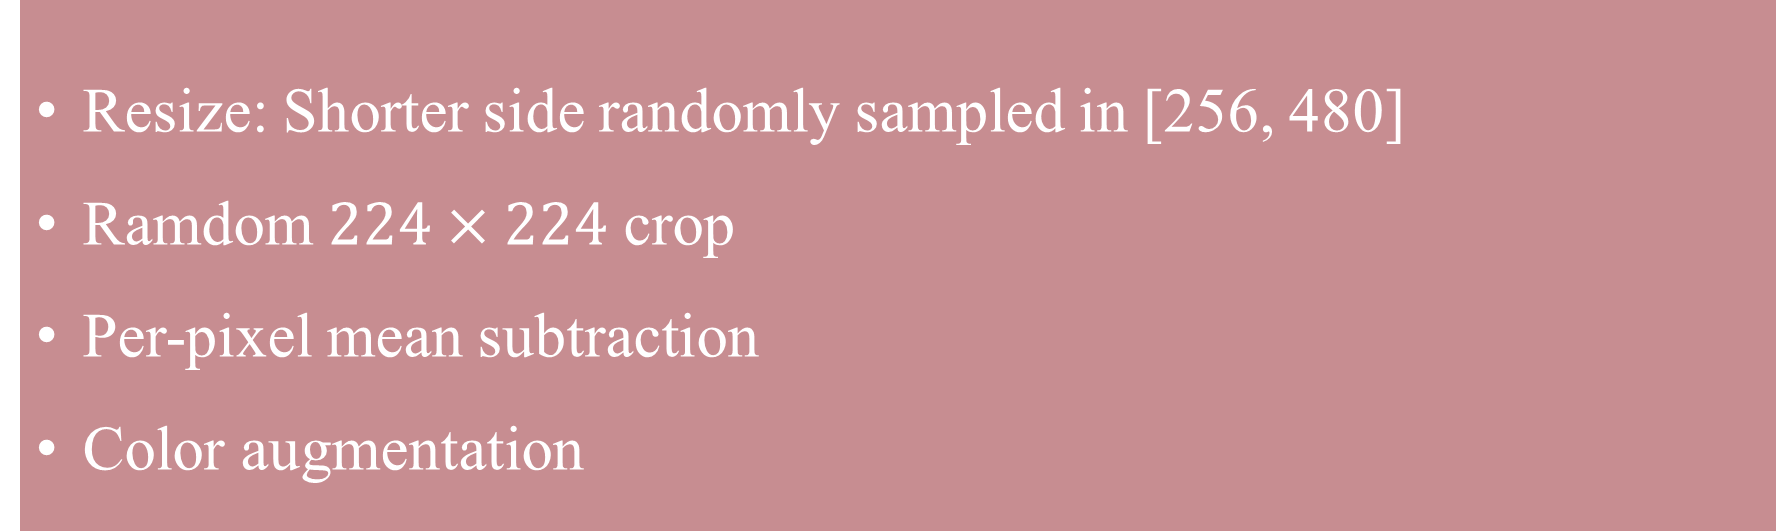 • Resize: Shorter side randomly sampled in [256, 480]
• Ramdom 224 × 224 crop
• Per-pixel mean subtraction
• Color augmentation